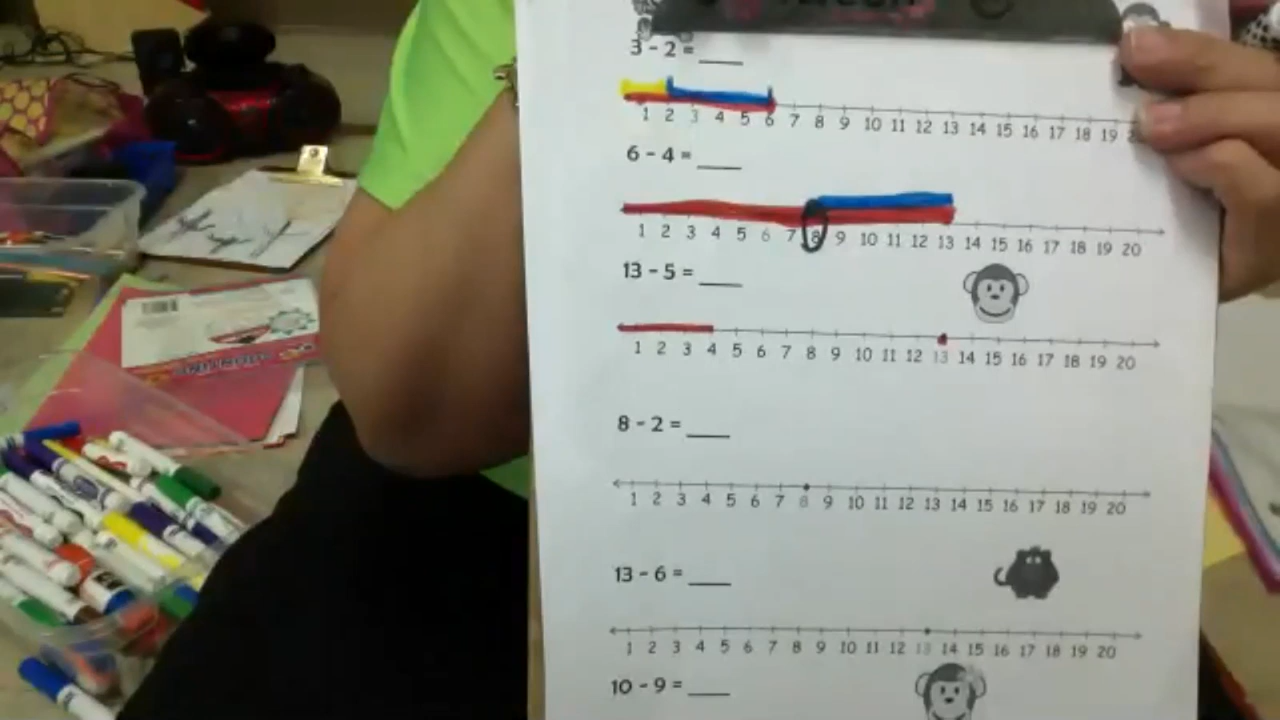 3 - 2 = ___
1 2 3 4 5 6 7 8 9 10 11 12 13 14 15 16 17 18 19
6 - 4 = ___
1 2 3 4 5 6 7 8 9 10 11 12 13 14 15 16 17 18 19 20
13 - 5 = ___
1 2 3 4 5 6 7 8 9 10 11 12 13 14 15 16 17 18 19 20
8 - 2 = ___
1 2 3 4 5 6 7 8 9 10 11 12 13 14 15 16 17 18 19 20
13 - 6 = ___
1 2 3 4 5 6 7 8 9 10 11 12 13 14 15 16 17 18 19 20
10 - 9 = ___